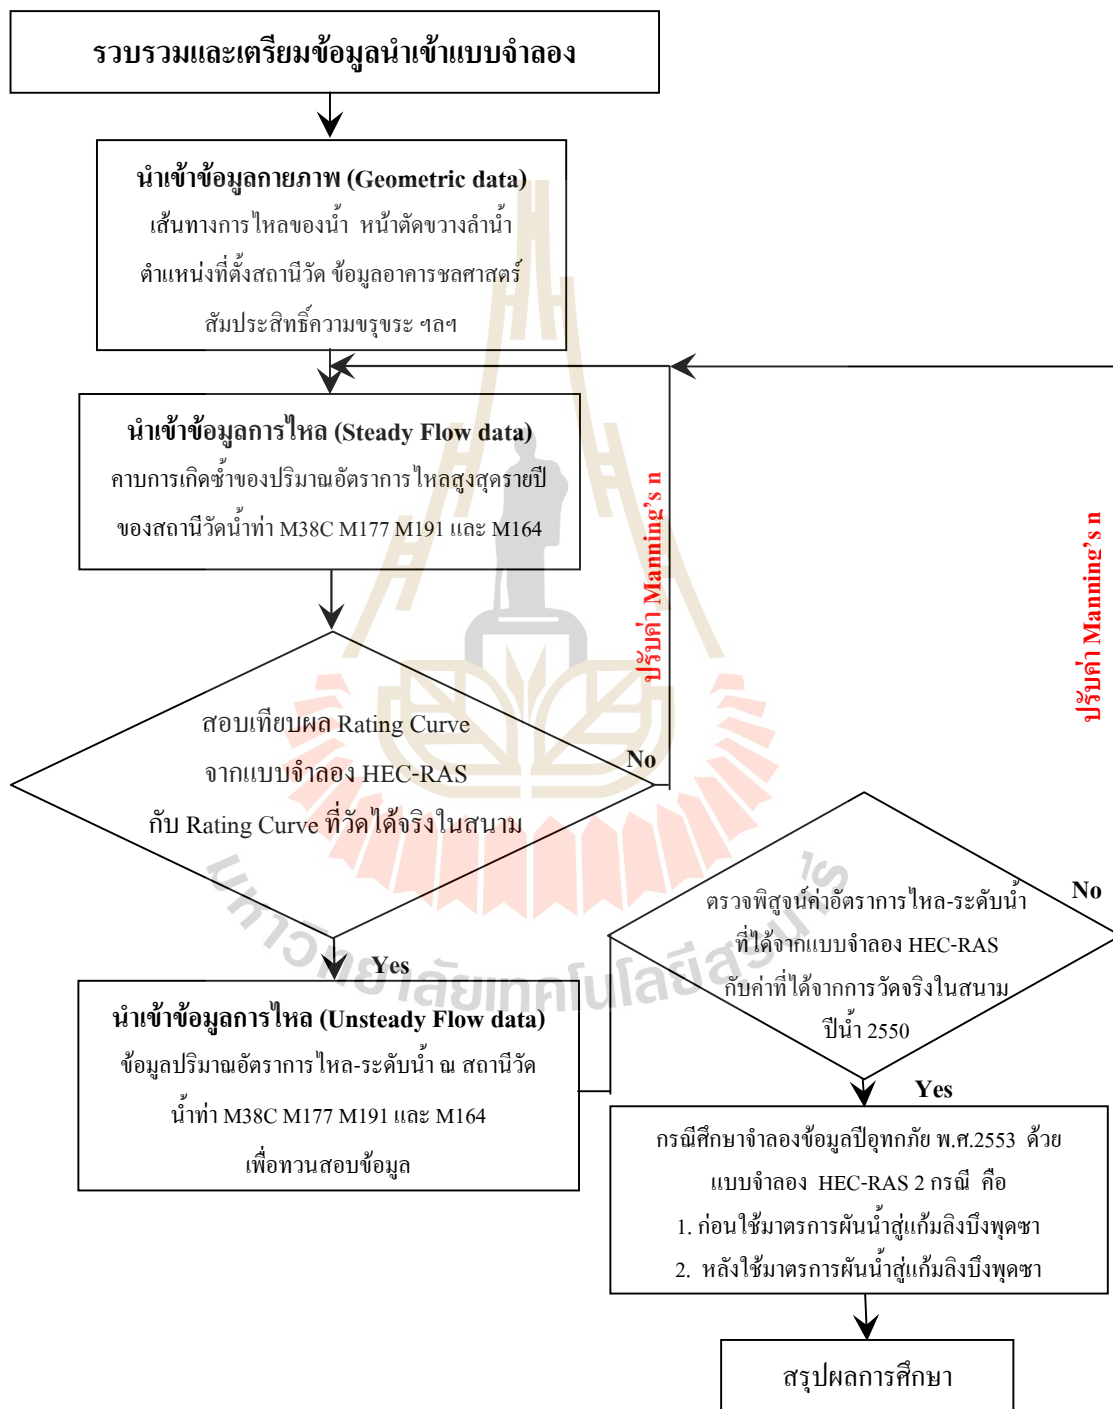 รวบรวมและเตรียมข้อมูลนำเข้าแบบจำลอง
นำเข้าข้อมูลกายภาพ (Geometric data)
เส้นทางการไหลของน้ำ หน้าตัดขวางลำน้ำ
ตำแหน่งที่ตั้งสถานีวัด ข้อมูลอาคารชลศาสตร์
สัมประสิทธิ์ความขรุขระ ฯลฯ
นำเข้าข้อมูลการไหล (Steady Flow data)
คาบการเกิดซ้ำของปริมาณอัตราการไหลสูงสุดรายปี
ของสถานีวัดน้ำท่า M38C M177 M191 และ M164
ปรับค่า Manning’s n
ปรับค่า Manning’s n
สอบเทียบผล Rating Curve
จากแบบจำลอง HEC-RAS
กับ Rating Curve ที่วัดได้จริงในสนาม
No
Yes
นำเข้าข้อมูลการไหล (Unsteady Flow data)
ข้อมูลปริมาณอัตราการไหล-ระดับน้ำ ณ สถานีวัด
น้ำท่า M38C M177 M191 และ M164
เพื่อทวนสอบข้อมูล
ตรวจพิสูจน์ค่าอัตราการไหล-ระดับน้ำ
ที่ได้จากแบบจำลอง HEC-RAS
กับค่าที่ได้จากการวัดจริงในสนาม
ปีน้ำ 2550
No
Yes
กรณีศึกษาจำลองข้อมูลปีอุทกภัย พ.ศ.2553 ด้วย
แบบจำลอง HEC-RAS 2 กรณี คือ
1. ก่อนใช้มาตรการผันน้ำสู่แก้มลิงบึงพุดซา
2. หลังใช้มาตรการผันน้ำสู่แก้มลิงบึงพุดซา
สรุปผลการศึกษา
มหาวิทยาลัยเทคโนโลยีสุรนารี